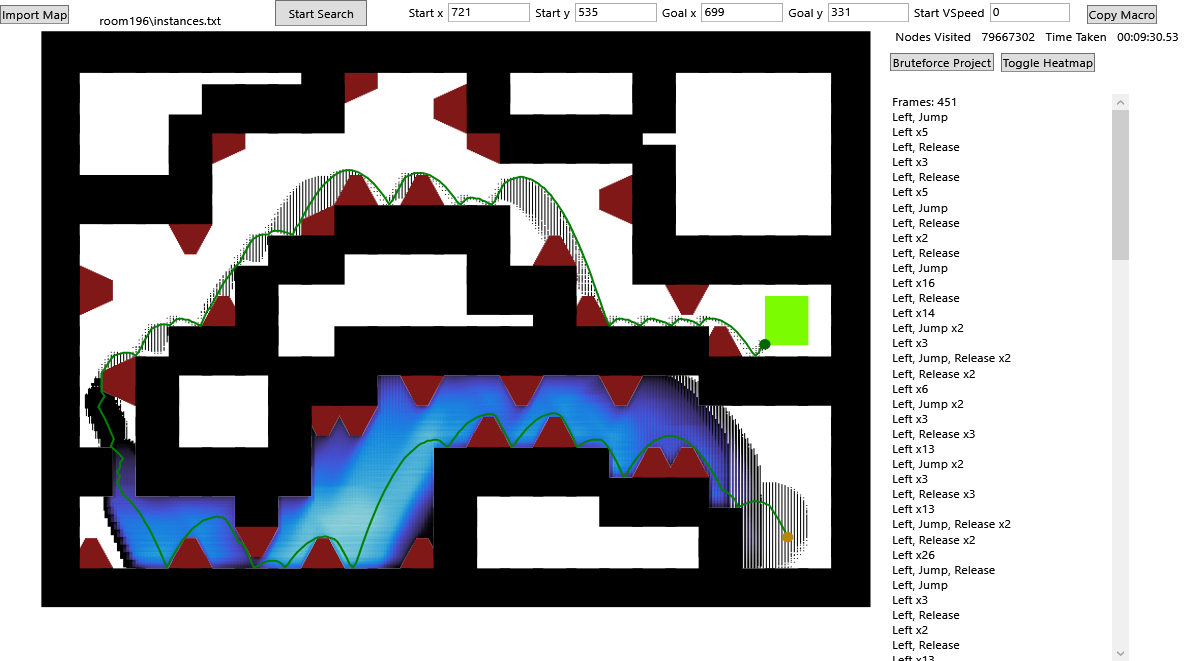 Import Map
room196\instances.txt
Start Search
Start x 721 Start y 535 Goal x 699 Goal y 331 Start VSpeed 0
Copy Macro
Nodes Visited 79667302 Time Taken 00:09:30.53
Bruteforce Project Toggle Heatmap
Frames: 451
Left, Jump
Left x5
Left, Release
Left x3
Left, Release
Left x5
Left, Jump
Left, Release
Left x2
Left, Release
Left, Jump
Left x16
Left, Release
Left x14
Left, Jump x2
Left x3
Left, Jump, Release x2
Left, Release x2
Left x6
Left, Jump x2
Left x3
Left, Release x3
Left x13
Left, Jump x2
Left x3
Left, Release x3
Left x13
Left, Jump, Release x2
Left, Release x2
Left x26
Left, Jump, Release
Left, Jump
Left x3
Left, Release
Left x2
Left, Release
Left x13